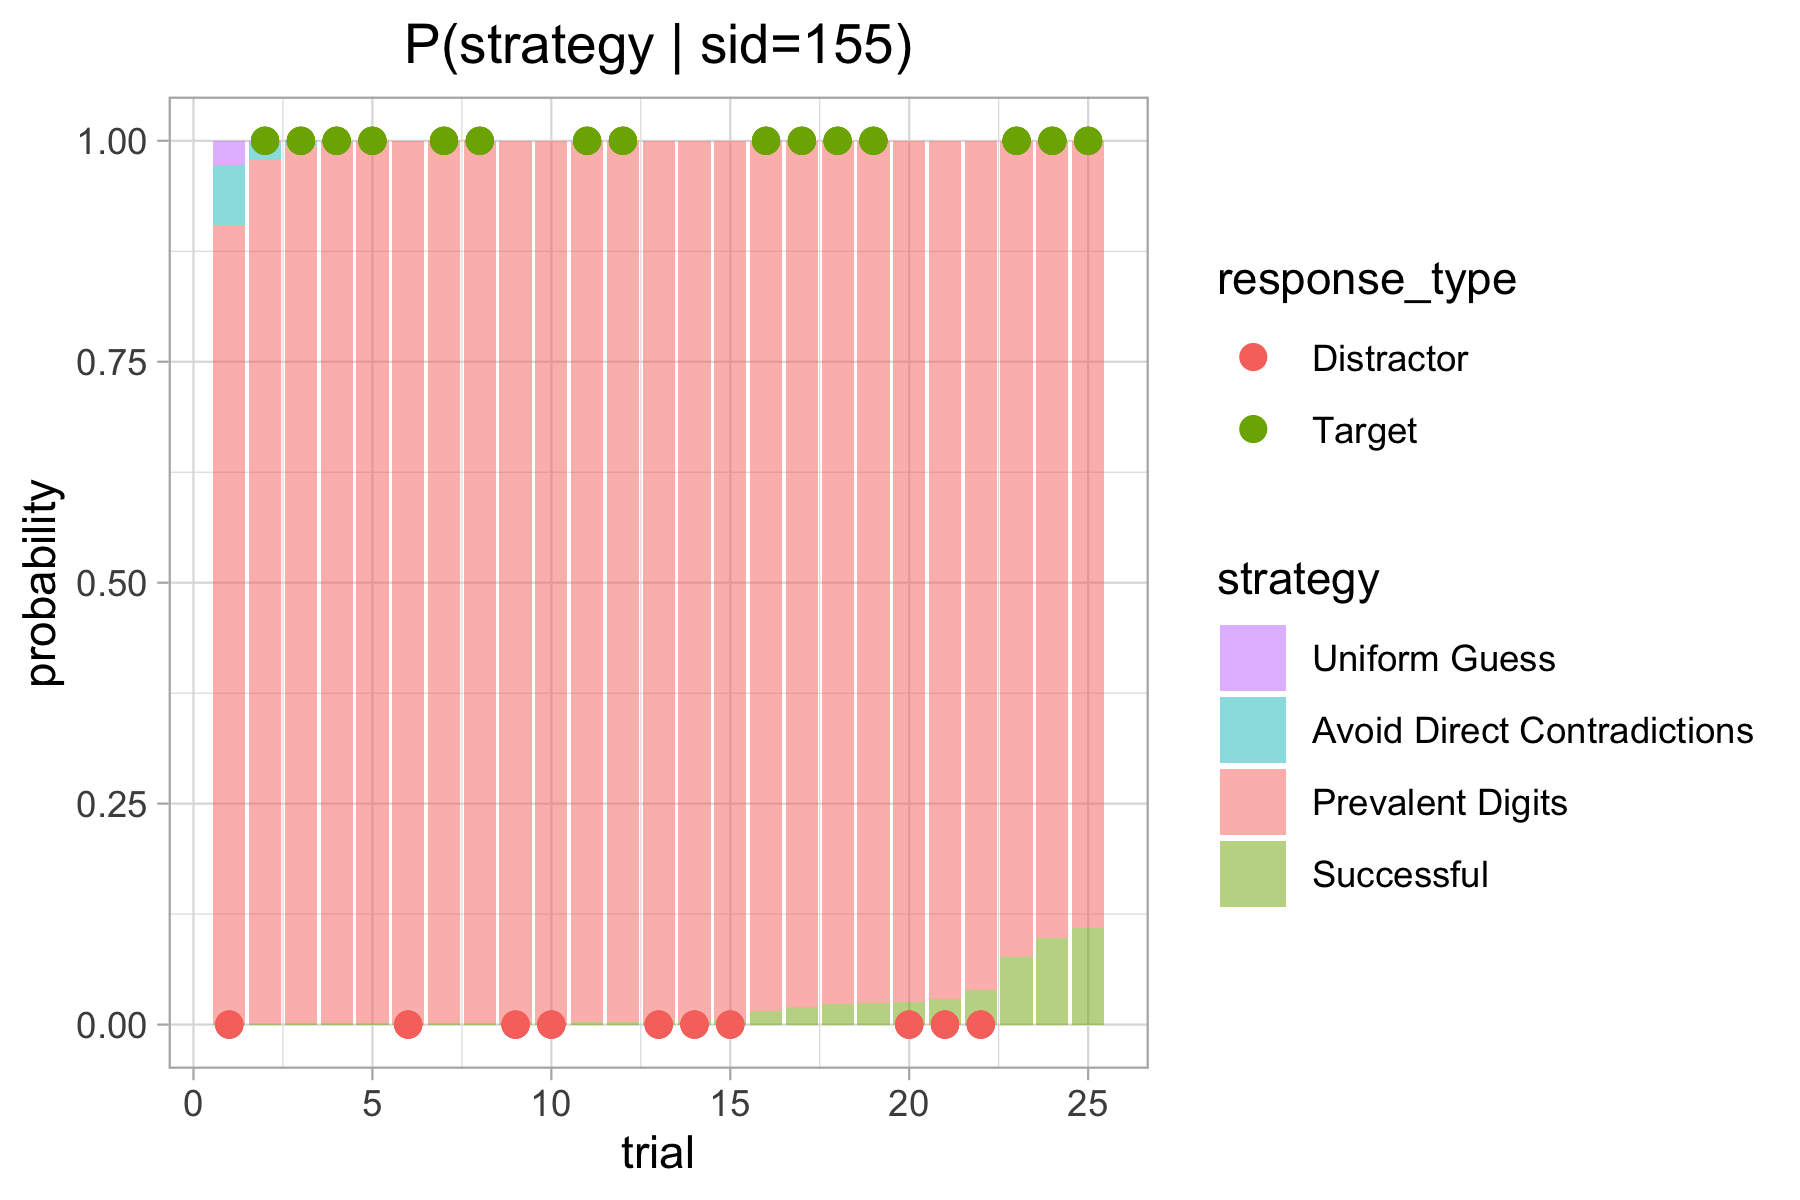 P(strategy | sid=155)
probability
1.00
0.75
0.50
0.25
0.00
0 5 10 15 20 25
trial
response_type
Distractor
Target
strategy
Uniform Guess
Avoid Direct Contradictions
Prevalent Digits
Successful